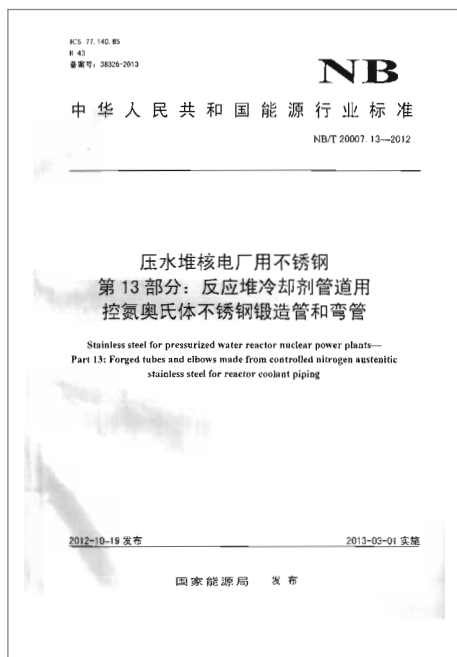 ICS 77.140.85
H 43
备案号：38326-2013
NB
中华人民共和国能源行业标准
NB/T 20007.13—2012
压水堆核电厂用不锈钢
第13部分：反应堆冷却剂管道用
控氮奥氏体不锈钢锻造管和弯管
Stainless steel for pressurized water reactor nuclear power plants—
Part 13: Forged tubes and elbows made from controlled nitrogen austenitic
stainless steel for reactor coolant piping
2012-10-19 发布
2013-03-01 实施
国家能源局 发布